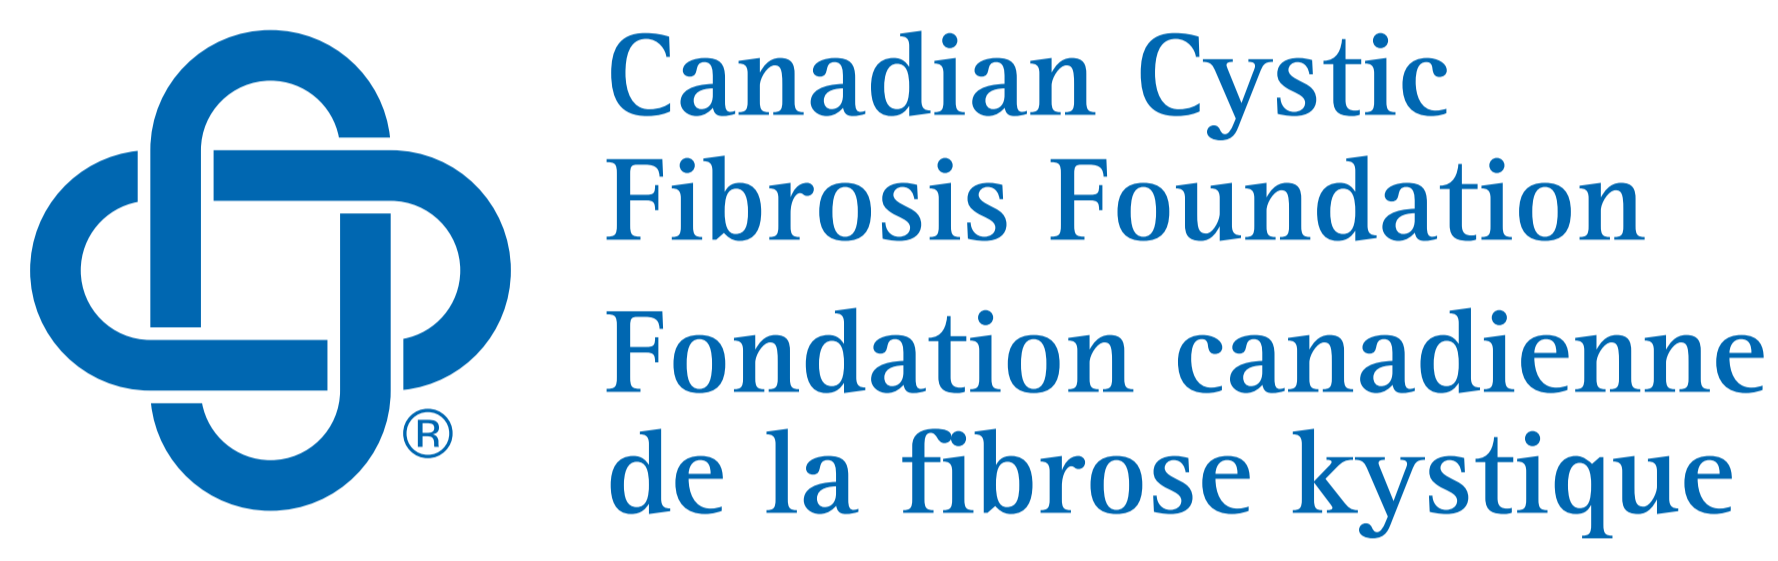 Canadian Cystic
Fibrosis Foundation
Fondation canadienne
de la fibrose kystique
®